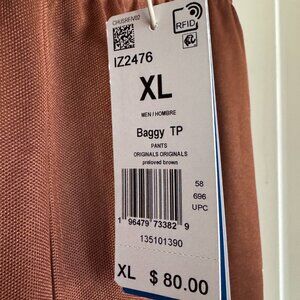 CHUSREIV02
RFID
IZ2476
XL
MEN / HOMBRE
Baggy TP
PANTS
ORIGINALS ORIGINALS
preloved brown
58
696
UPC
1 96479 73382 9
135101390
XL $ 80.00